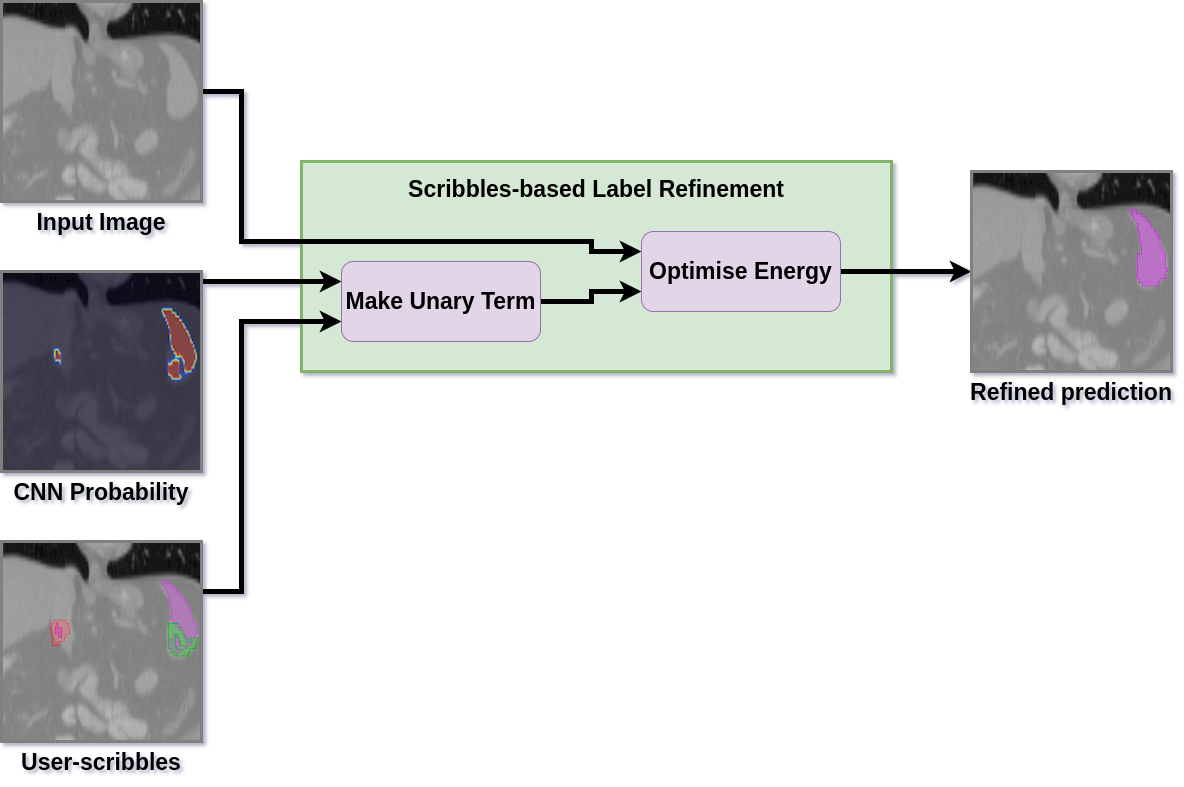 Input Image
Scribbles-based Label Refinement
Optimise Energy
Make Unary Term
Refined prediction
CNN Probability
User-scribbles